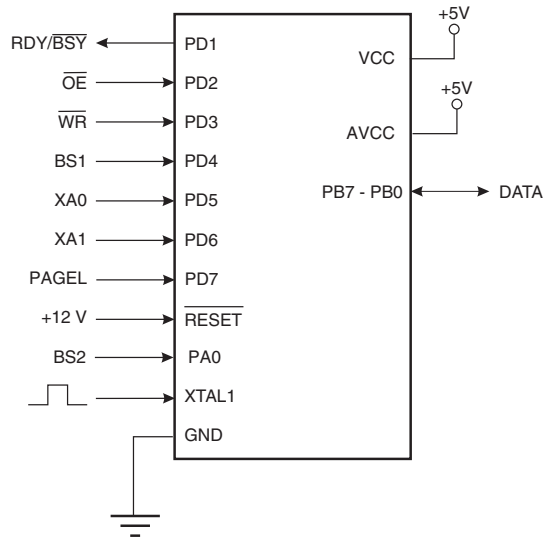 +5V
RDY/BSY PD1
VCC
OE PD2
+5V
WR PD3
AVCC
BS1 PD4
XA0 PD5 PB7 - PB0 DATA
XA1 PD6
PAGEL PD7
+12 V RESET
BS2 PA0
XTAL1
GND